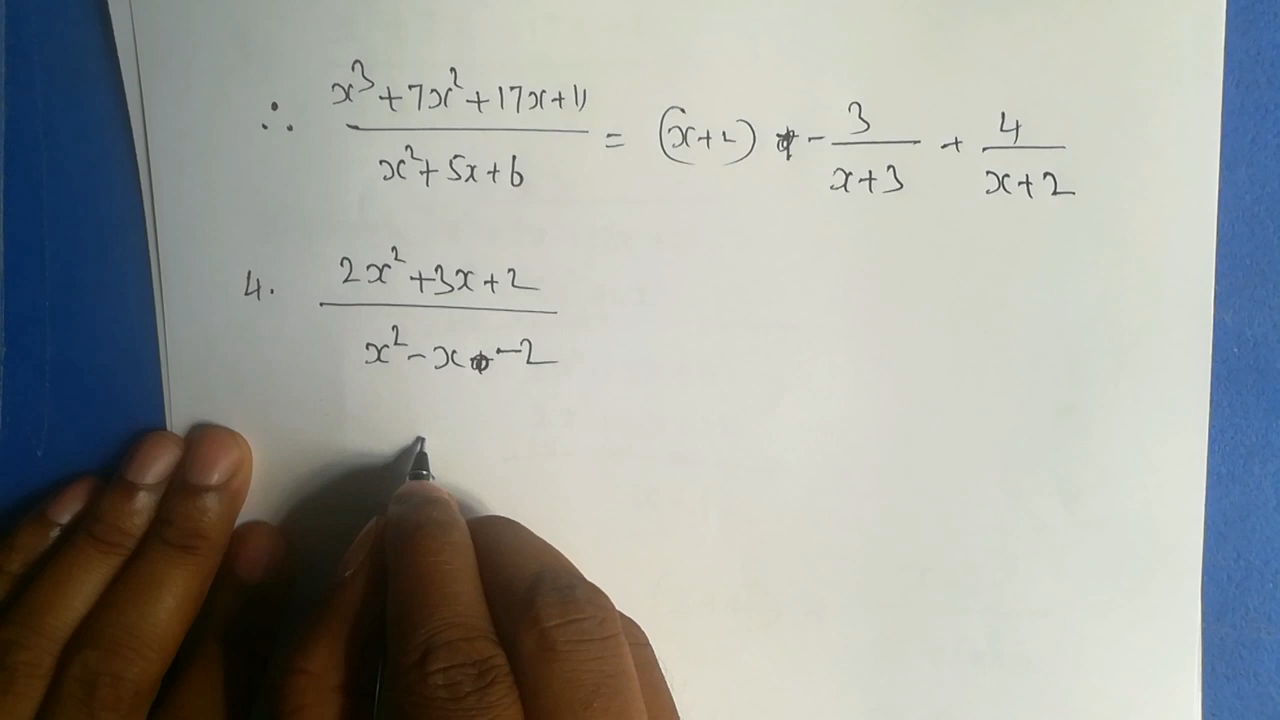 ∴ x³+7x²+17x+11 / x²+5x+6 = (x+2) - 3/x+3 + 4/x+2
4. 2x²+3x+2 / x²-x-2